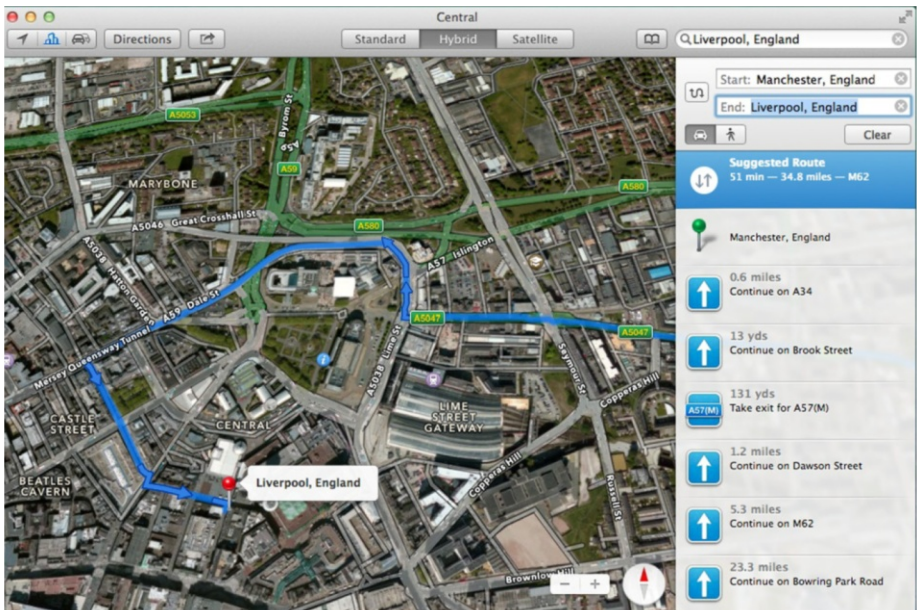 Central
Directions
Standard
Hybrid
Satellite
Liverpool, England
Start: Manchester, England
End: Liverpool, England
Clear
Suggested Route
51 min — 34.8 miles — M62
Manchester, England
0.6 miles
Continue on A34
13 yds
Continue on Brook Street
A57(M)
131 yds
Take exit for A57(M)
1.2 miles
Continue on Dawson Street
5.3 miles
Continue on M62
23.3 miles
Continue on Bowring Park Road
A5053
Byrom St
A59
A59
MARYBONE
A580
A5046 Great Crosshall St
A580
A57 Islington
A5038 Hatton Garden
A59 Dale St
Mersey Queensway Tunnel
A5047
A5047
A5038 Lime St
Seymour St
Copperas Hill
LIME
STREET
GATEWAY
CASTLE
STREET
CENTRAL
BEATLES
CAVERN
Liverpool, England
Copperas Hill
Russell St
Brownlow Hill